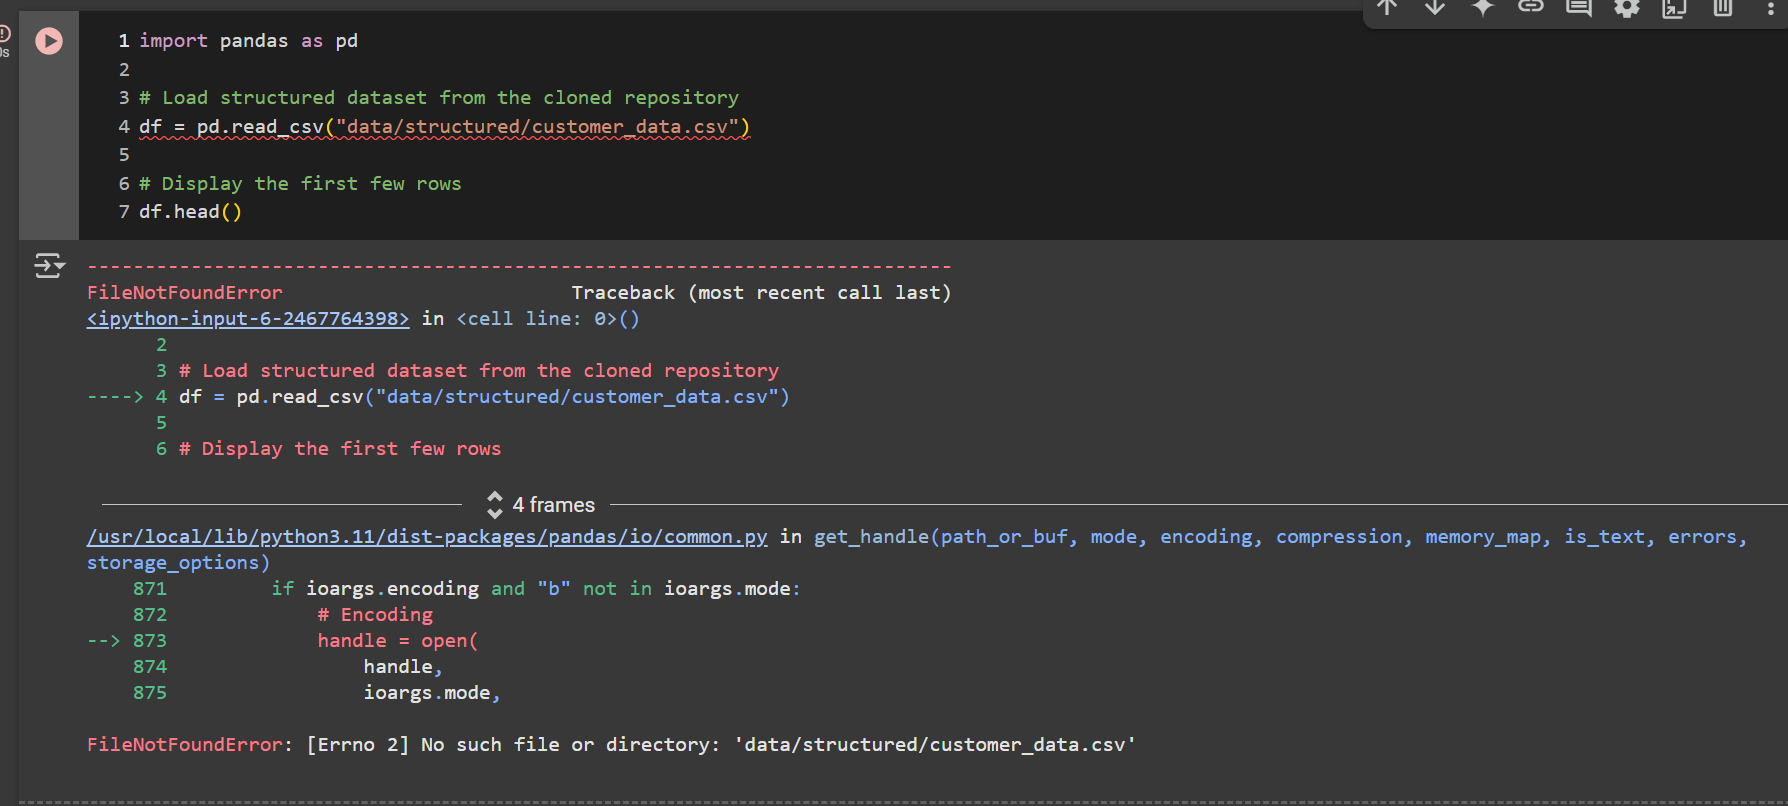 1 import pandas as pd
2
3 # Load structured dataset from the cloned repository
4 df = pd.read_csv("data/structured/customer_data.csv")
5
6 # Display the first few rows
7 df.head()
---------------------------------------------------------------------------
FileNotFoundError                         Traceback (most recent call last)
<ipython-input-6-2467764398> in <cell line: 0>()
      2
      3 # Load structured dataset from the cloned repository
----> 4 df = pd.read_csv("data/structured/customer_data.csv")
      5
      6 # Display the first few rows
4 frames
/usr/local/lib/python3.11/dist-packages/pandas/io/common.py in get_handle(path_or_buf, mode, encoding, compression, memory_map, is_text, errors,
storage_options)
    871         if ioargs.encoding and "b" not in ioargs.mode:
    872             # Encoding
--> 873             handle = open(
    874                 handle,
    875                 ioargs.mode,
FileNotFoundError: [Errno 2] No such file or directory: 'data/structured/customer_data.csv'